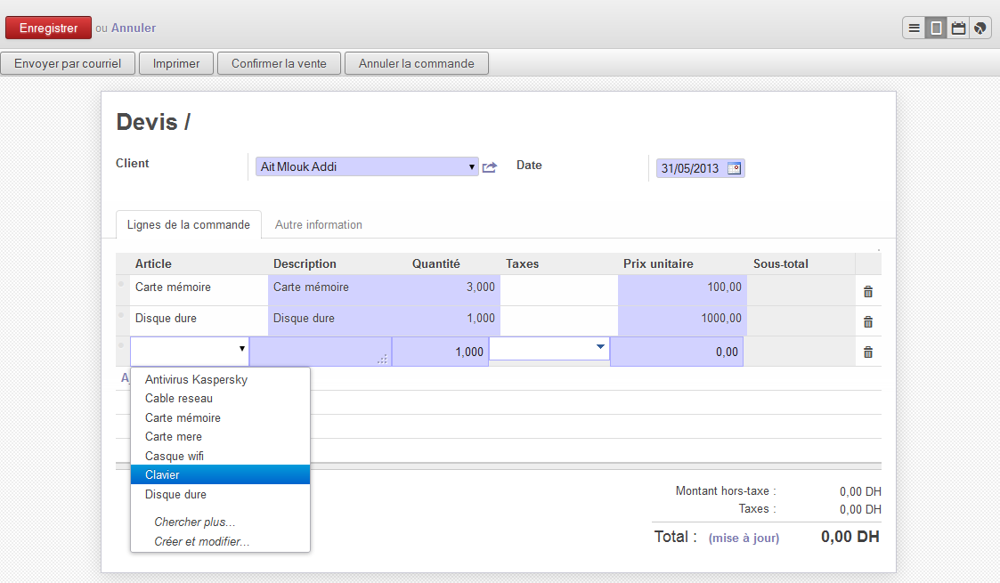 Enregistrer ou Annuler
Envoyer par courriel Imprimer Confirmer la vente Annuler la commande
Devis /
Client Ait Mlouk Addi Date 31/05/2013
Lignes de la commande Autre information
Article Description Quantité Taxes Prix unitaire Sous-total
Carte mémoire Carte mémoire 3,000 100,00
Disque dure Disque dure 1,000 1000,00
1,000 0,00
Antivirus Kaspersky
Cable reseau
Carte mémoire
Carte mere
Casque wifi
Clavier
Disque dure
Chercher plus...
Créer et modifier...
Montant hors-taxe : 0,00 DH
Taxes : 0,00 DH
Total : (mise à jour) 0,00 DH